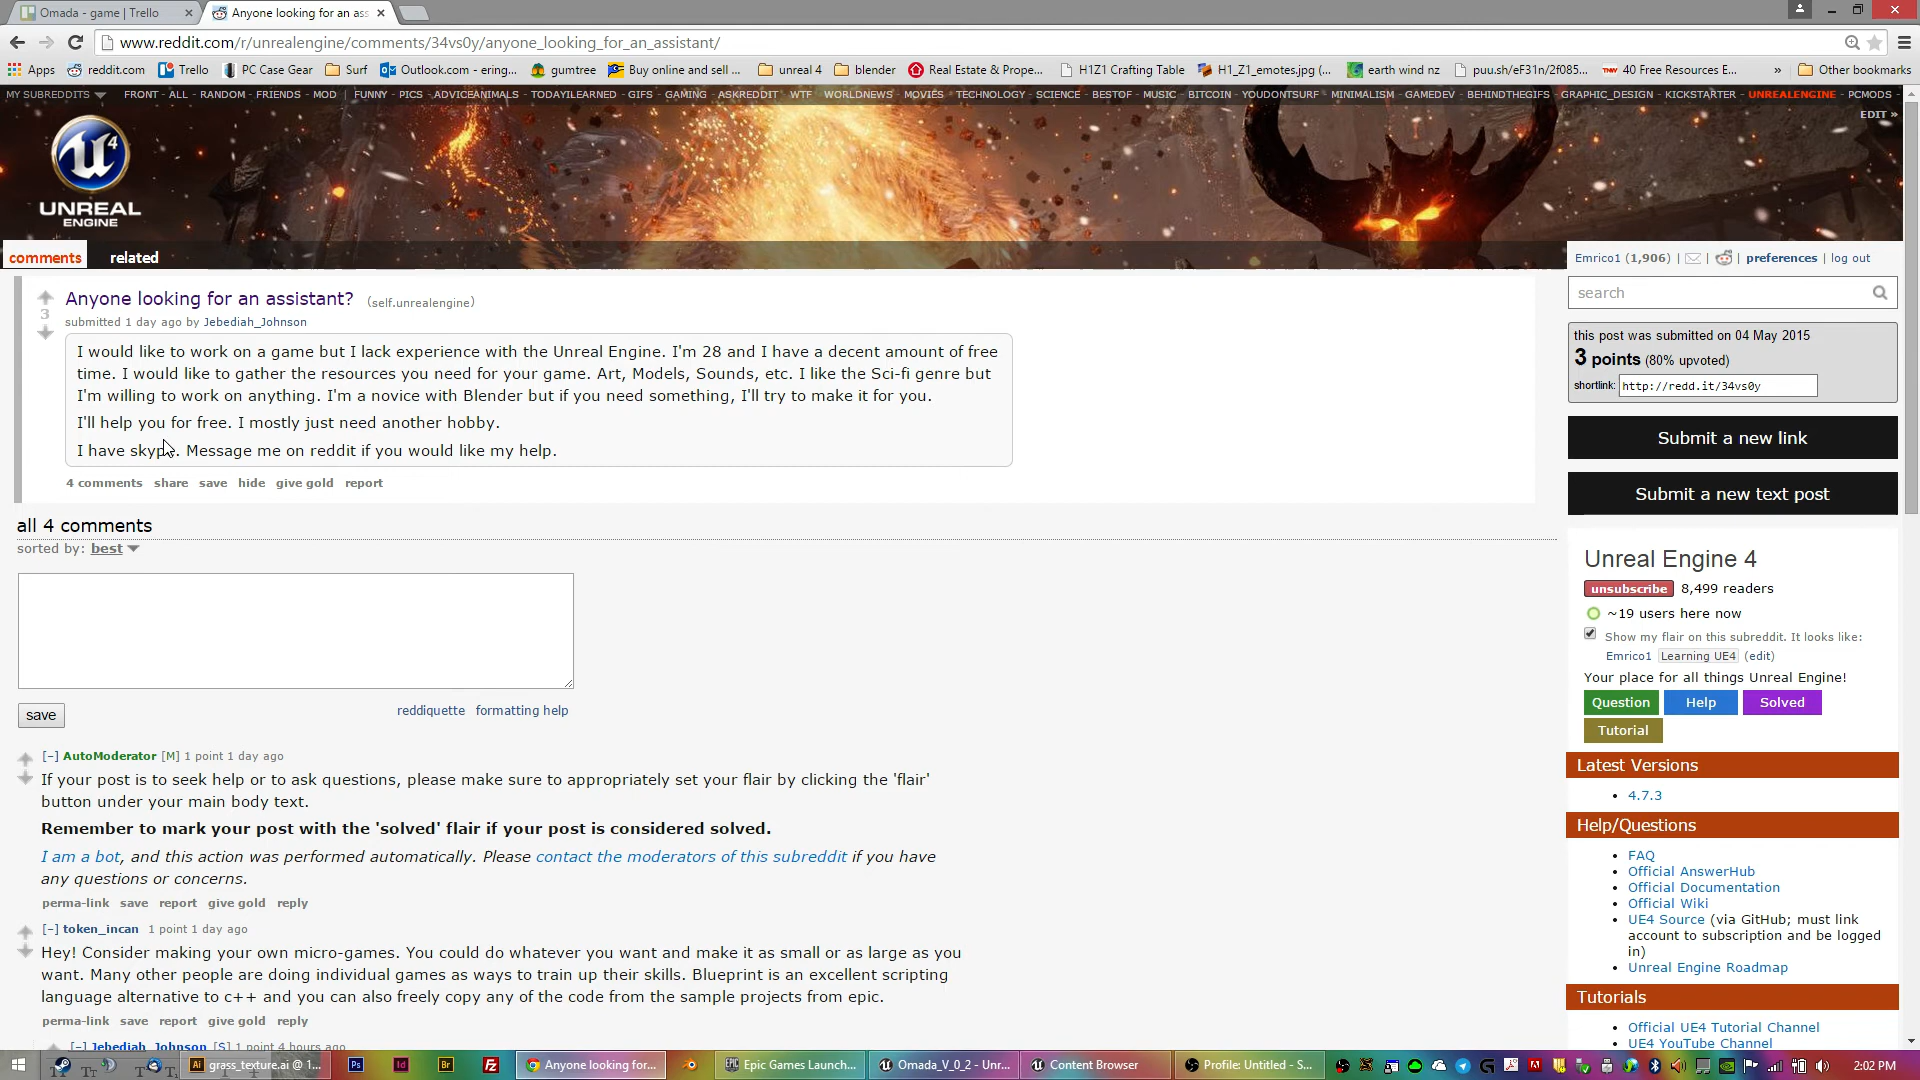 Omada - game | Trello
Anyone looking for an ass
www.reddit.com/r/unrealengine/comments/34vs0y/anyone_looking_for_an_assistant/
Apps reddit.com Trello PC Case Gear Surf Outlook.com - ering... gumtree Buy online and sell ... unreal 4 blender Real Estate & Prope... H1Z1 Crafting Table H1_Z1_emotes.jpg (... earth wind nz puu.sh/eF31n/2f085... 40 Free Resources E... » Other bookmarks
MY SUBREDDITS FRONT - ALL - RANDOM - FRIENDS - MOD | FUNNY - PICS - ADVICEANIMALS - TODAYILEARNED - GIFS - GAMING - ASKREDDIT - WTF - WORLDNEWS - MOVIES - TECHNOLOGY - SCIENCE - BESTOF - MUSIC - BITCOIN - YOUDONTSURF - MINIMALISM - GAMEDEV - BEHINDTHEGIFS - GRAPHIC_DESIGN - KICKSTARTER - UNREALENGINE - PCMODS -
EDIT »
UNREAL
ENGINE
comments related
Emrico1 (1,906) | | | preferences | log out
Anyone looking for an assistant? (self.unrealengine)
3
submitted 1 day ago by Jebediah_Johnson
I would like to work on a game but I lack experience with the Unreal Engine. I'm 28 and I have a decent amount of free
time. I would like to gather the resources you need for your game. Art, Models, Sounds, etc. I like the Sci-fi genre but
I'm willing to work on anything. I'm a novice with Blender but if you need something, I'll try to make it for you.
I'll help you for free. I mostly just need another hobby.
I have skype. Message me on reddit if you would like my help.
4 comments share save hide give gold report
all 4 comments
sorted by: best
save
reddiquette formatting help
[–] AutoModerator [M] 1 point 1 day ago
If your post is to seek help or to ask questions, please make sure to appropriately set your flair by clicking the 'flair'
button under your main body text.
Remember to mark your post with the 'solved' flair if your post is considered solved.
I am a bot, and this action was performed automatically. Please contact the moderators of this subreddit if you have
any questions or concerns.
perma-link save report give gold reply
[–] token_incan 1 point 1 day ago
Hey! Consider making your own micro-games. You could do whatever you want and make it as small or as large as you
want. Many other people are doing individual games as ways to train up their skills. Blueprint is an excellent scripting
language alternative to c++ and you can also freely copy any of the code from the sample projects from epic.
perma-link save report give gold reply
[–] Jebediah_Johnson [S] 1 point 4 hours ago
search
this post was submitted on 04 May 2015
3 points (80% upvoted)
shortlink: http://redd.it/34vs0y
Submit a new link
Submit a new text post
Unreal Engine 4
unsubscribe 8,499 readers
~19 users here now
Show my flair on this subreddit. It looks like:
Emrico1 Learning UE4 (edit)
Your place for all things Unreal Engine!
Question Help Solved
Tutorial
Latest Versions
4.7.3
Help/Questions
FAQ
Official AnswerHub
Official Documentation
Official Wiki
UE4 Source (via GitHub; must link
account to subscription and be logged
in)
Unreal Engine Roadmap
Tutorials
Official UE4 Tutorial Channel
UE4 YouTube Channel
grass_texture.ai @ 1... Anyone looking for... Epic Games Launch... Omada_V_0_2 - Unr... Content Browser Profile: Untitled - S... 2:02 PM